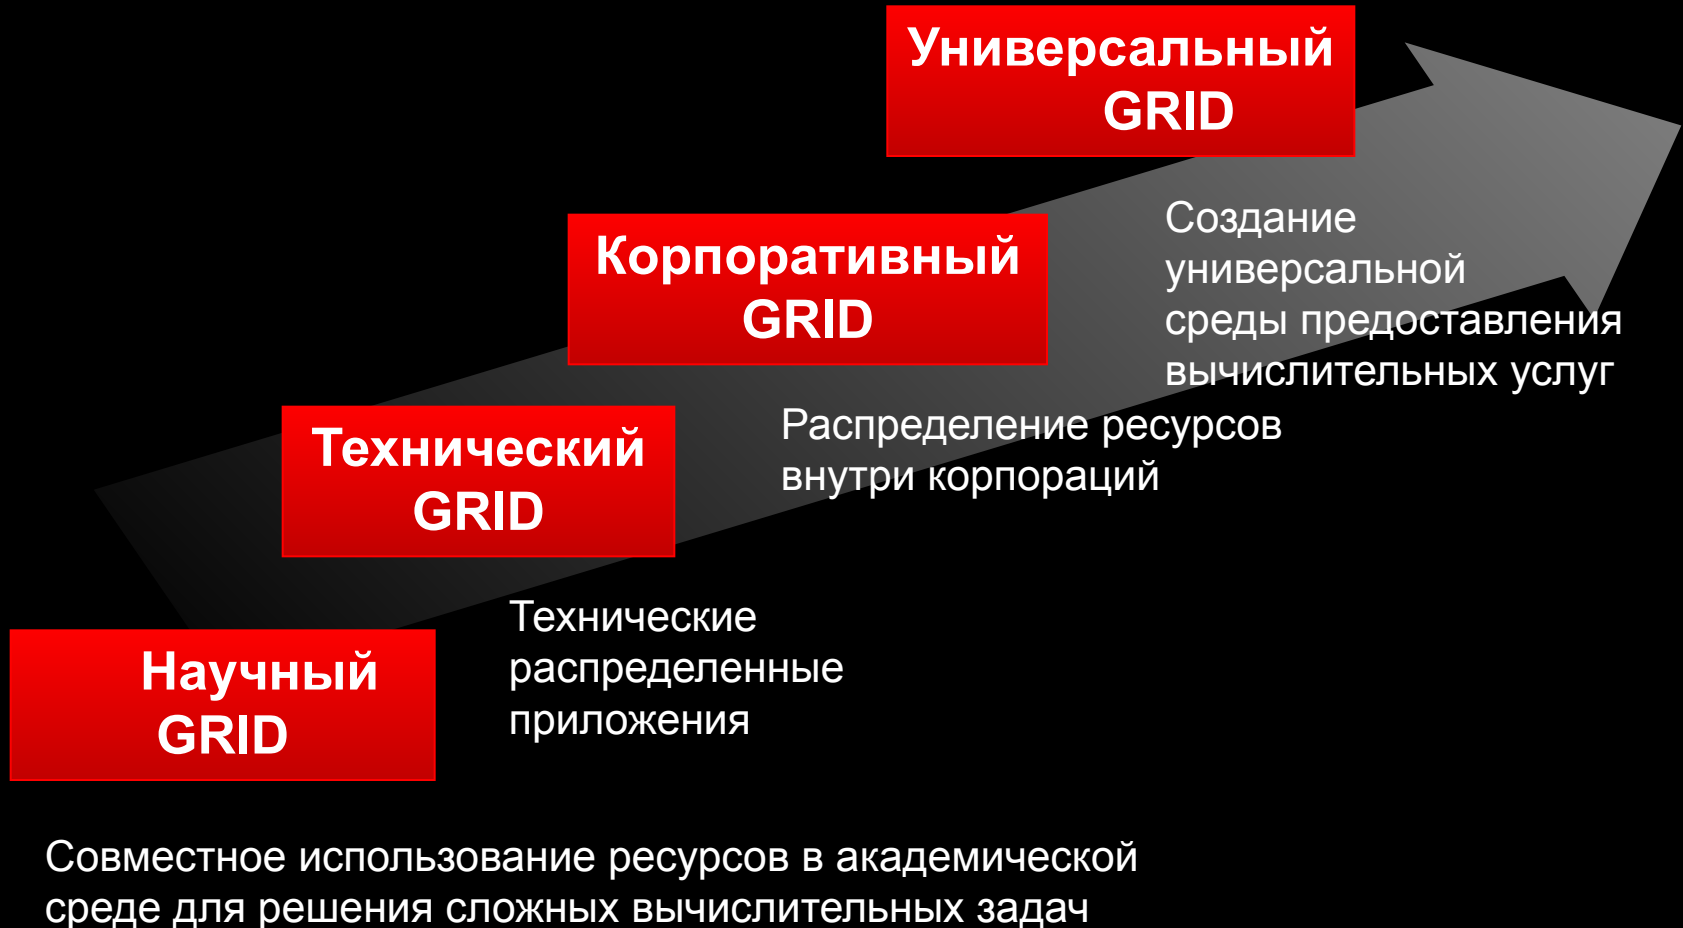 Универсальный
GRID
Создание
универсальной
среды предоставления
вычислительных услуг
Корпоративный
GRID
Распределение ресурсов
внутри корпораций
Технический
GRID
Технические
распределенные
приложения
Научный
GRID
Совместное использование ресурсов в академической
среде для решения сложных вычислительных задач